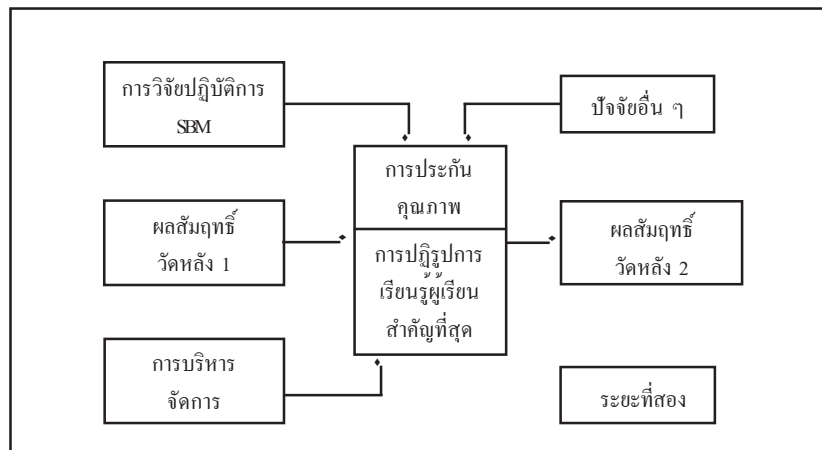 การวิจัยปฏิบัติการ
SBM
ปัจจัยอื่น ๆ
การประกัน
คุณภาพ
ผลสัมฤทธิ์
วัดหลัง 1
การปฏิรูปการ
เรียนรู้ผู้เรียน
สำคัญที่สุด
ผลสัมฤทธิ์
วัดหลัง 2
การบริหาร
จัดการ
ระยะที่สอง